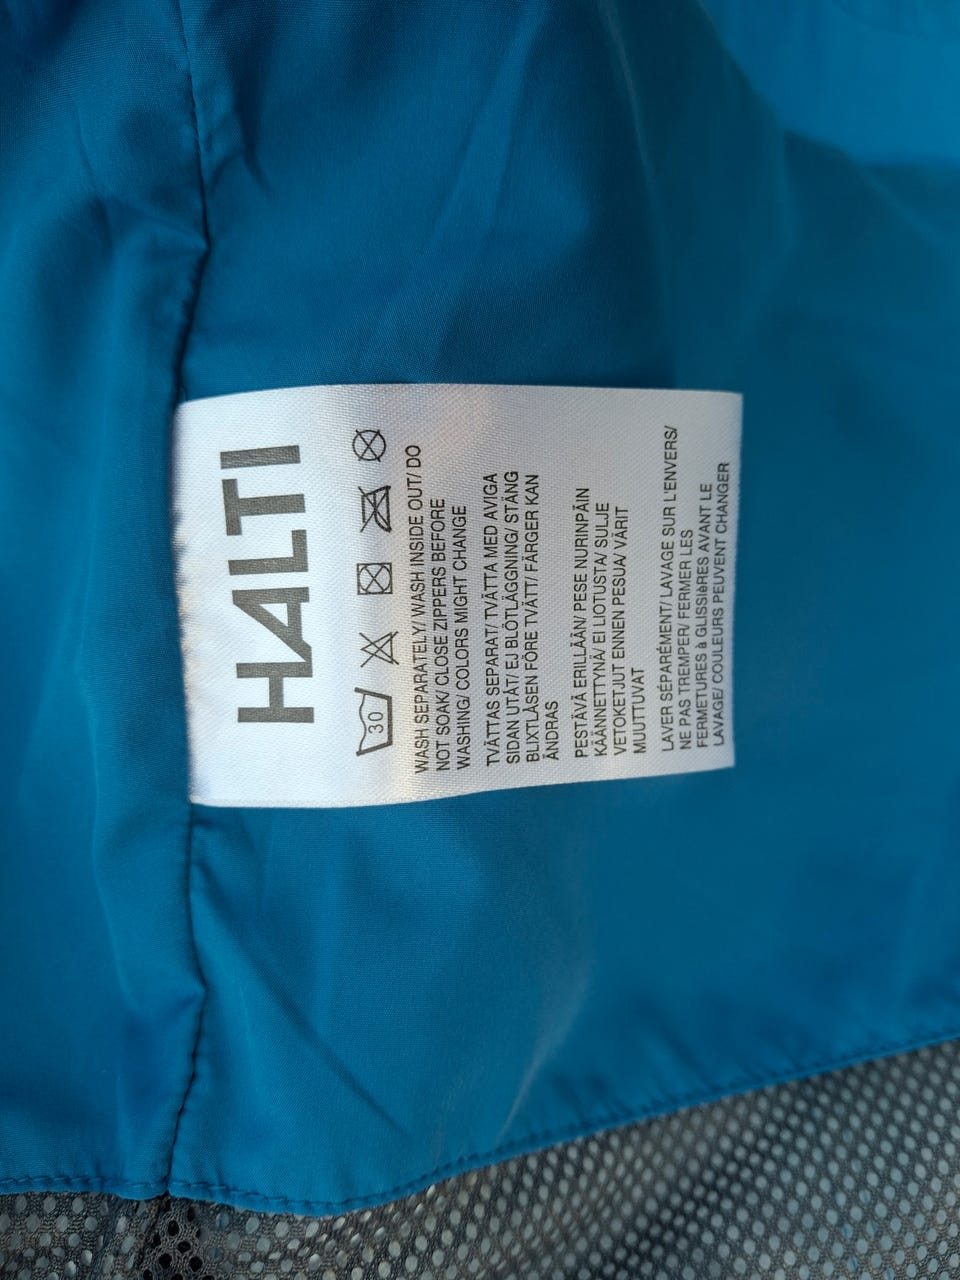 HALTI
30
WASH SEPARATELY/ WASH INSIDE OUT/ DO
NOT SOAK/ CLOSE ZIPPERS BEFORE
WASHING/ COLORS MIGHT CHANGE
TVÄTTAS SEPARAT/ TVÄTTA MED AVIGA
SIDAN UTÅT/ EJ BLÖTLÄGGNING/ STÄNG
BLIXTLÅSEN FÖRE TVÄTT/ FÄRGER KAN
ÄNDRAS
PESTÄVÄ ERILLÄÄN/ PESE NURINPÄIN
KÄÄNNETTYNÄ/ EI LIOTUSTA/ SULJE
VETOKETJUT ENNEN PESUA/ VÄRIT
MUUTTUVAT
LAVER SÉPARÉMENT/ LAVAGE SUR L'ENVERS/
NE PAS TREMPER/ FERMER LES
FERMETURES à GLISSIèRES AVANT LE
LAVAGE/ COULEURS PEUVENT CHANGER